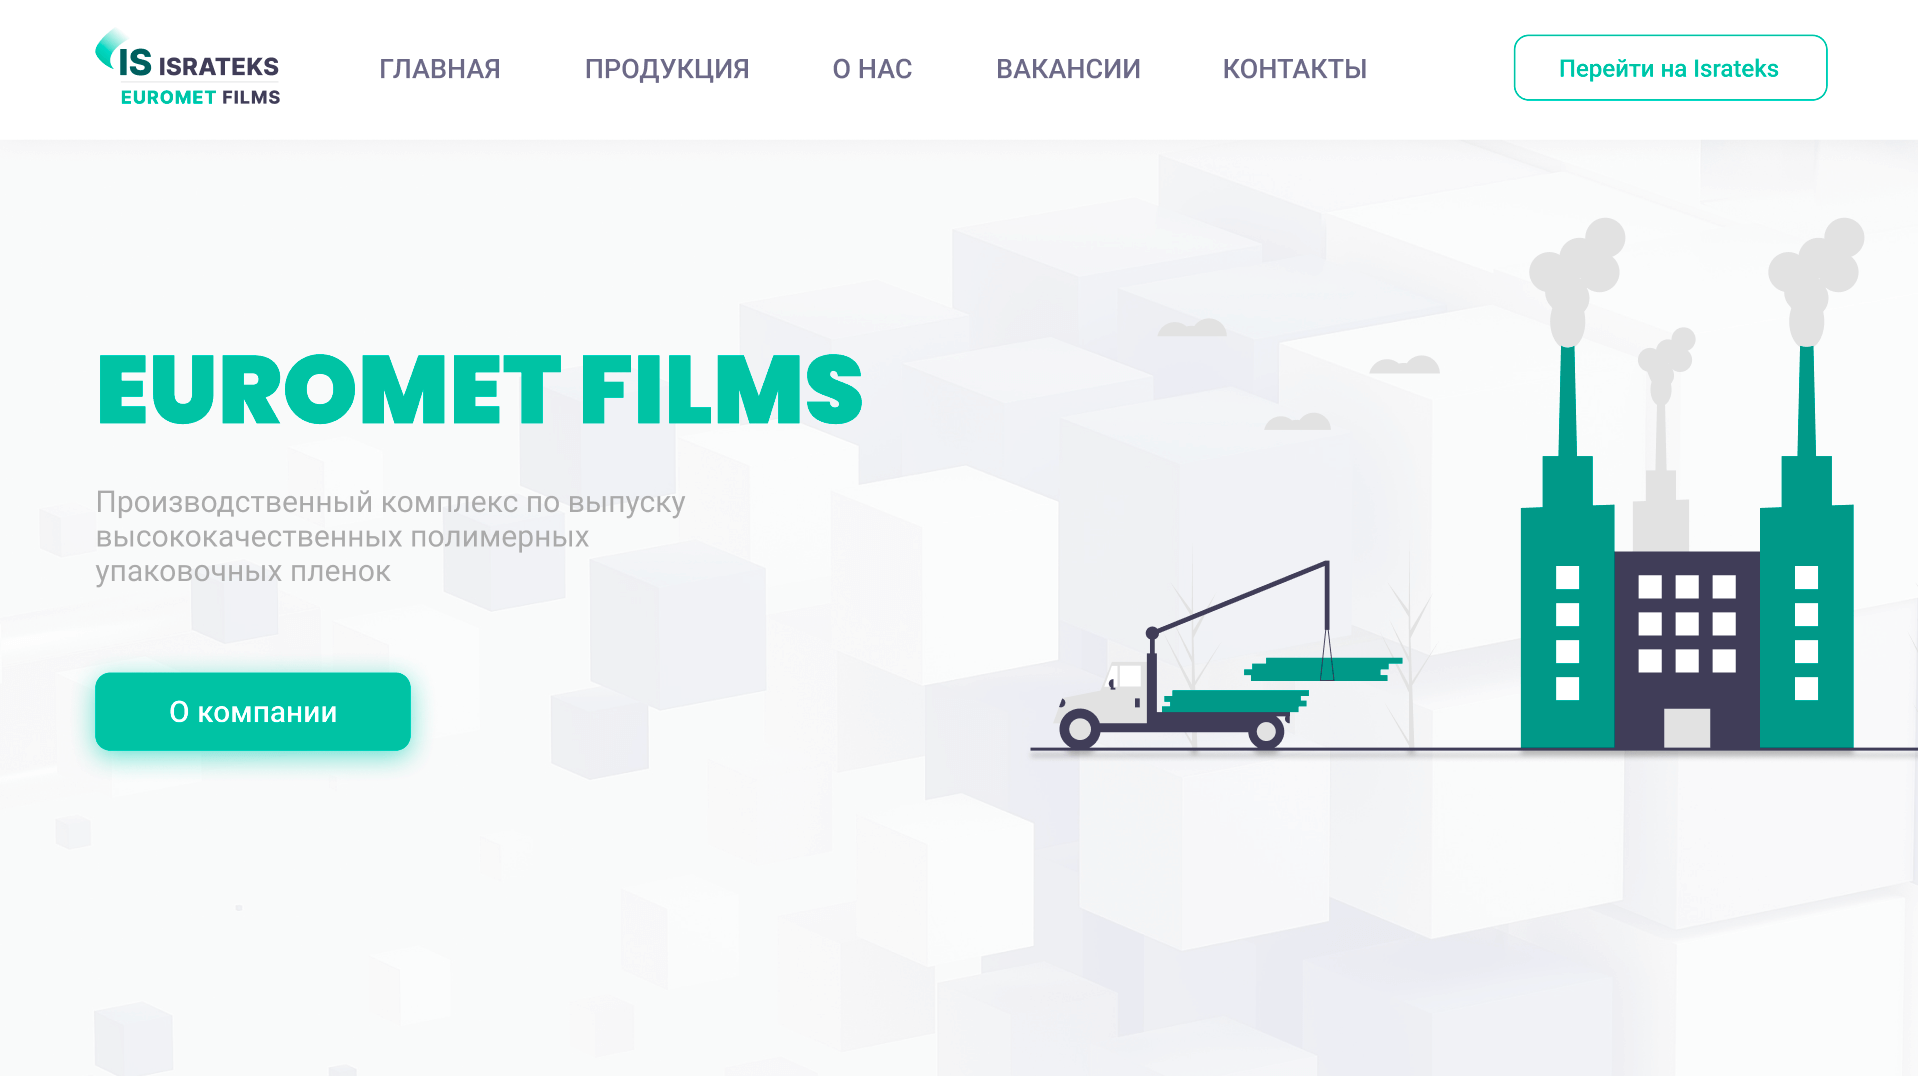 IS ISRATEKS
EUROMET FILMS
ГЛАВНАЯ
ПРОДУКЦИЯ
О НАС
ВАКАНСИИ
КОНТАКТЫ
Перейти на Israteks
EUROMET FILMS
Производственный комплекс по выпуску
высококачественных полимерных
упаковочных пленок
О компании